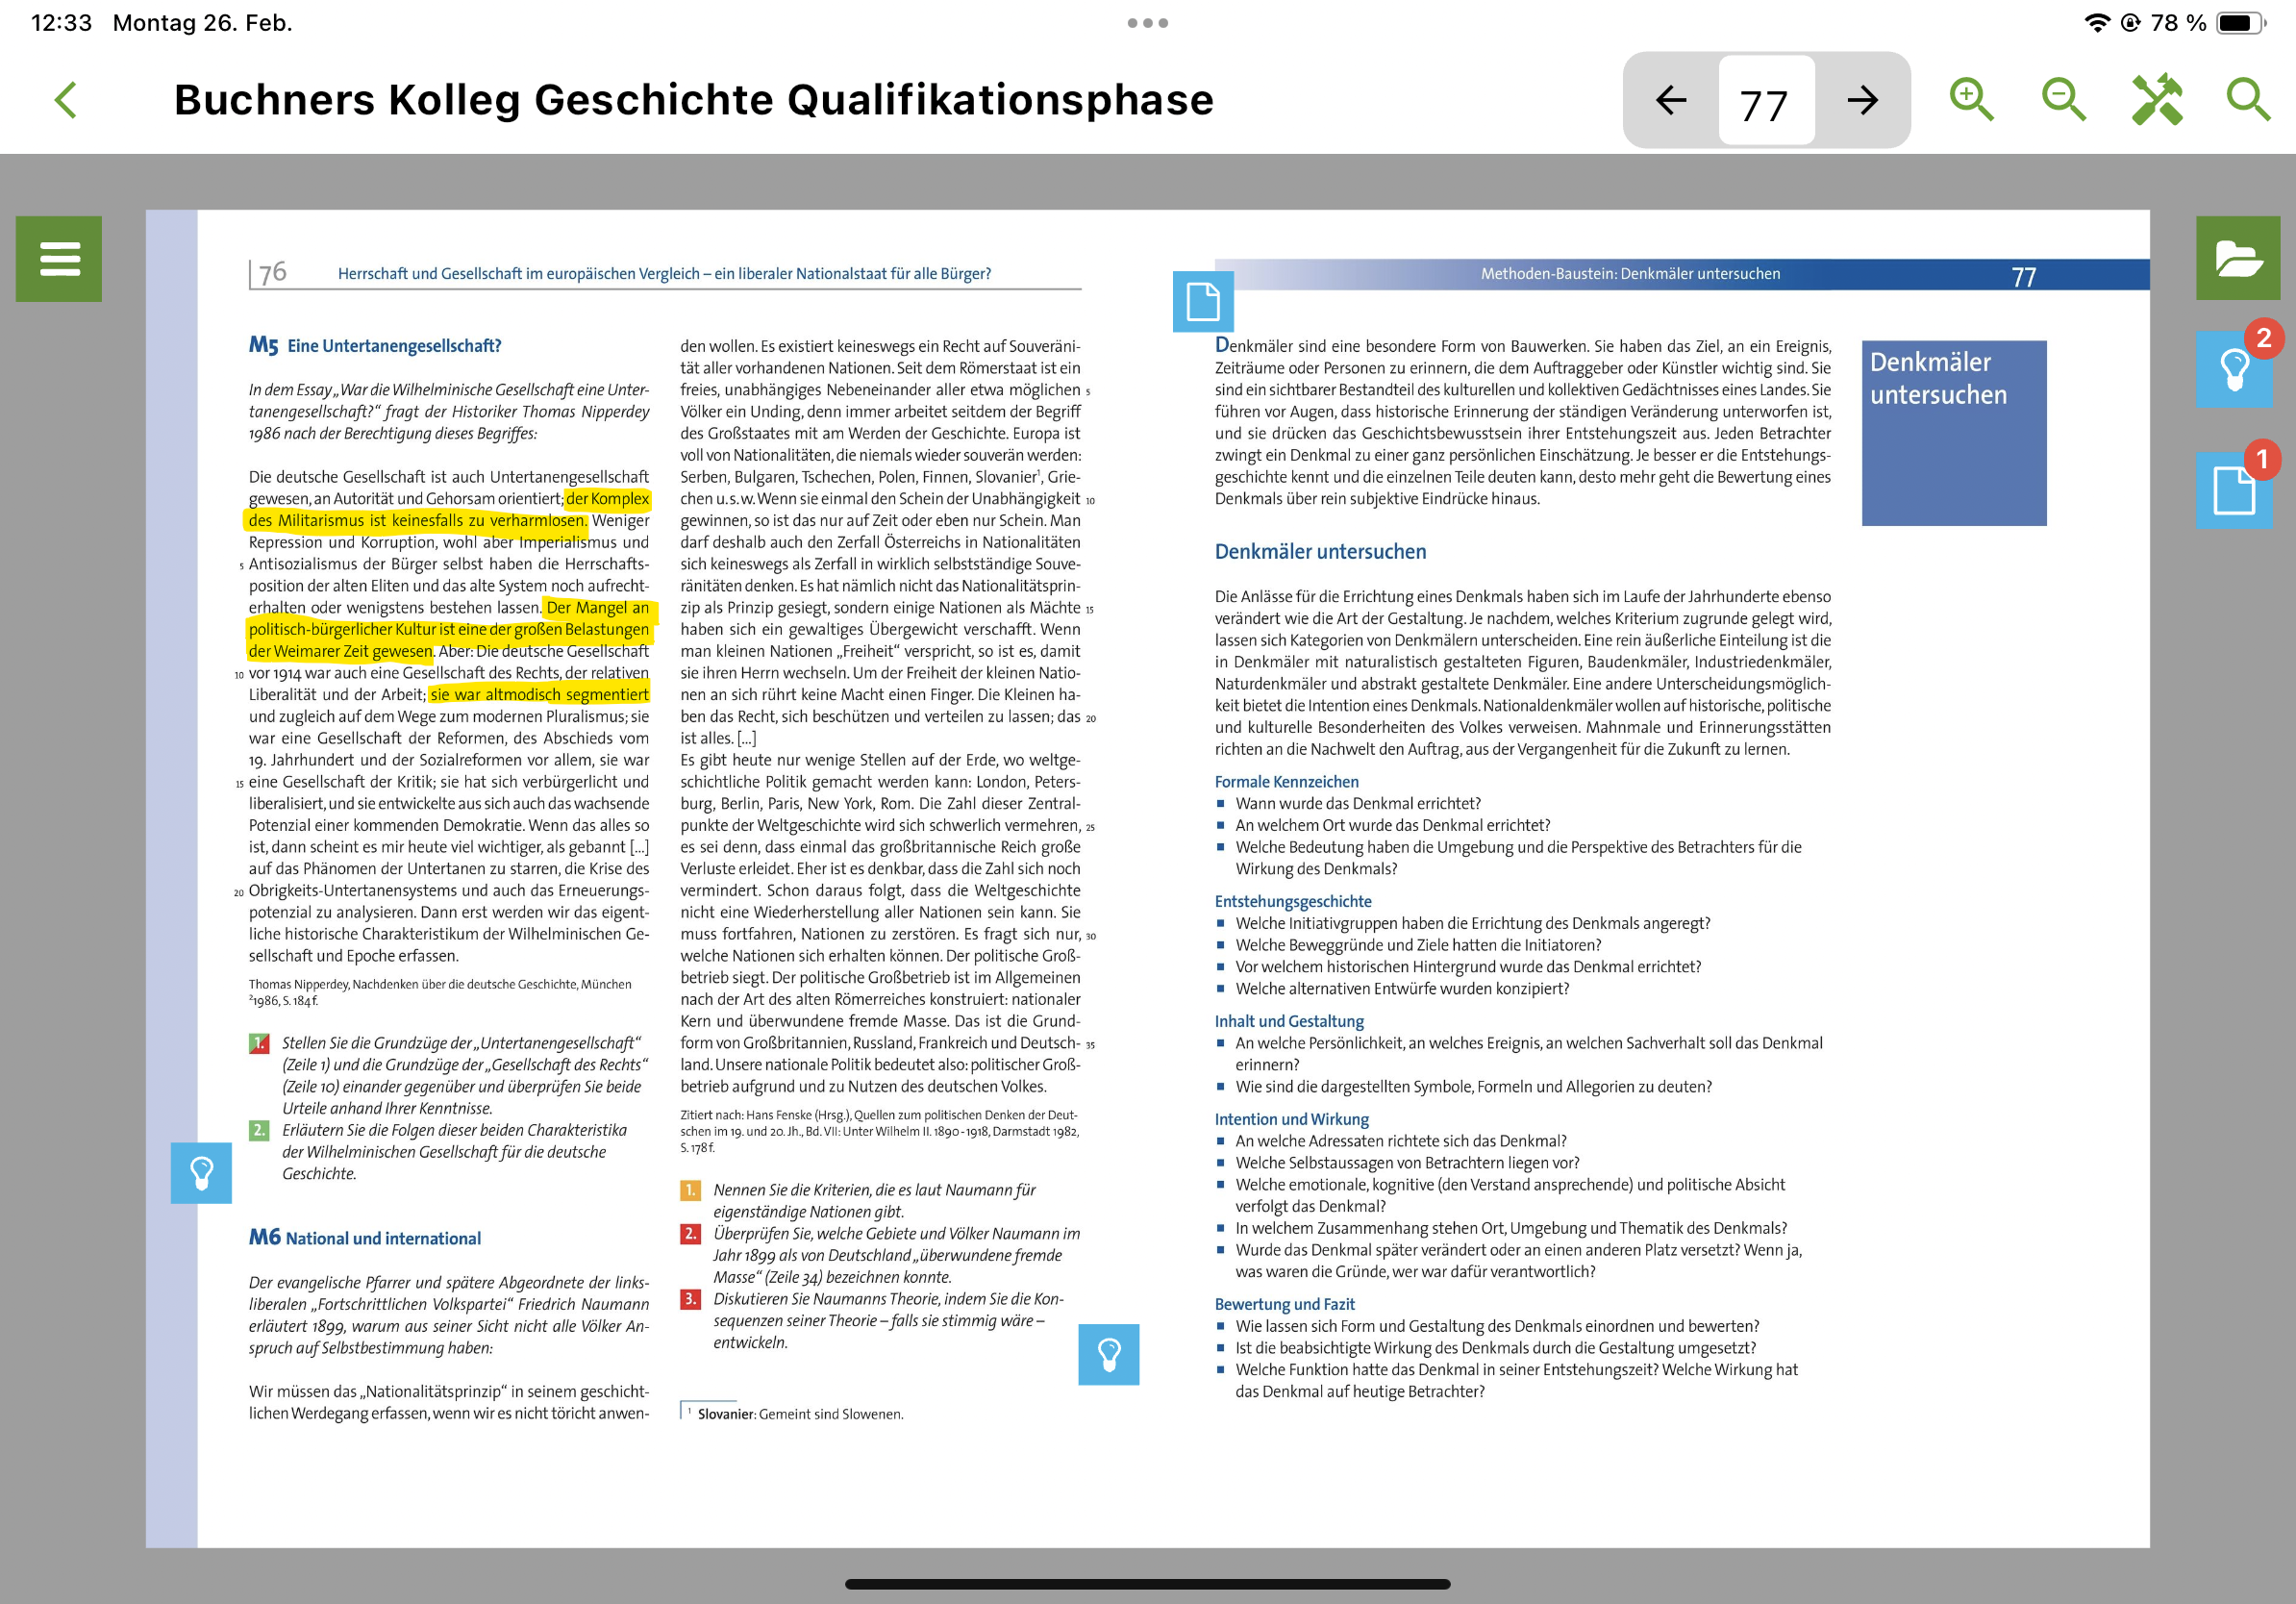 12:33 Montag 26. Feb.
78 %
Buchners Kolleg Geschichte Qualifikationsphase
77
76 Herrschaft und Gesellschaft im europäischen Vergleich – ein liberaler Nationalstaat für alle Bürger?
M5 Eine Untertanengesellschaft?
In dem Essay „War die Wilhelminische Gesellschaft eine Unter-
tanengesellschaft?“ fragt der Historiker Thomas Nipperdey
1986 nach der Berechtigung dieses Begriffes:
Die deutsche Gesellschaft ist auch Untertanengesellschaft
gewesen, an Autorität und Gehorsam orientiert; der Komplex
des Militarismus ist keinesfalls zu verharmlosen. Weniger
Repression und Korruption, wohl aber Imperialismus und
5 Antisozialismus der Bürger selbst haben die Herrschafts-
position der alten Eliten und das alte System noch aufrecht-
erhalten oder wenigstens bestehen lassen. Der Mangel an
politisch-bürgerlicher Kultur ist eine der großen Belastungen
der Weimarer Zeit gewesen. Aber: Die deutsche Gesellschaft
10 vor 1914 war auch eine Gesellschaft des Rechts, der relativen
Liberalität und der Arbeit; sie war altmodisch segmentiert
und zugleich auf dem Wege zum modernen Pluralismus; sie
war eine Gesellschaft der Reformen, des Abschieds vom
19. Jahrhundert und der Sozialreformen vor allem, sie war
15 eine Gesellschaft der Kritik; sie hat sich verbürgerlicht und
liberalisiert, und sie entwickelte aus sich auch das wachsende
Potenzial einer kommenden Demokratie. Wenn das alles so
ist, dann scheint es mir heute viel wichtiger, als gebannt [...]
auf das Phänomen der Untertanen zu starren, die Krise des
20 Obrigkeits-Untertanensystems und auch das Erneuerungs-
potenzial zu analysieren. Dann erst werden wir das eigent-
liche historische Charakteristikum der Wilhelminischen Ge-
sellschaft und Epoche erfassen.
Thomas Nipperdey, Nachdenken über die deutsche Geschichte, München
²1986, S. 184 f.
1. Stellen Sie die Grundzüge der „Untertanengesellschaft“
(Zeile 1) und die Grundzüge der „Gesellschaft des Rechts“
(Zeile 10) einander gegenüber und überprüfen Sie beide
Urteile anhand Ihrer Kenntnisse.
2. Erläutern Sie die Folgen dieser beiden Charakteristika
der Wilhelminischen Gesellschaft für die deutsche
Geschichte.
M6 National und international
Der evangelische Pfarrer und spätere Abgeordnete der links-
liberalen „Fortschrittlichen Volkspartei“ Friedrich Naumann
erläutert 1899, warum aus seiner Sicht nicht alle Völker An-
spruch auf Selbstbestimmung haben:
Wir müssen das „Nationalitätsprinzip“ in seinem geschicht-
lichen Werdegang erfassen, wenn wir es nicht töricht anwen-
den wollen. Es existiert keineswegs ein Recht auf Souveräni-
tät aller vorhandenen Nationen. Seit dem Römerstaat ist ein
freies, unabhängiges Nebeneinander aller etwa möglichen 5
Völker ein Unding, denn immer arbeitet seitdem der Begriff
des Großstaates mit am Werden der Geschichte. Europa ist
voll von Nationalitäten, die niemals wieder souverän werden:
Serben, Bulgaren, Tschechen, Polen, Finnen, Slovanier¹, Grie-
chen u. s. w. Wenn sie einmal den Schein der Unabhängigkeit 10
gewinnen, so ist das nur auf Zeit oder eben nur Schein. Man
darf deshalb auch den Zerfall Österreichs in Nationalitäten
sich keineswegs als Zerfall in wirklich selbstständige Souve-
ränitäten denken. Es hat nämlich nicht das Nationalitätsprin-
zip als Prinzip gesiegt, sondern einige Nationen als Mächte 15
haben sich ein gewaltiges Übergewicht verschafft. Wenn
man kleinen Nationen „Freiheit“ verspricht, so ist es, damit
sie ihren Herrn wechseln. Um der Freiheit der kleinen Natio-
nen an sich rührt keine Macht einen Finger. Die Kleinen ha-
ben das Recht, sich beschützen und verteilen zu lassen; das 20
ist alles. [...]
Es gibt heute nur wenige Stellen auf der Erde, wo weltge-
schichtliche Politik gemacht werden kann: London, Peters-
burg, Berlin, Paris, New York, Rom. Die Zahl dieser Zentral-
punkte der Weltgeschichte wird sich schwerlich vermehren, 25
es sei denn, dass einmal das großbritannische Reich große
Verluste erleidet. Eher ist es denkbar, dass die Zahl sich noch
vermindert. Schon daraus folgt, dass die Weltgeschichte
nicht eine Wiederherstellung aller Nationen sein kann. Sie
muss fortfahren, Nationen zu zerstören. Es fragt sich nur, 30
welche Nationen sich erhalten können. Der politische Groß-
betrieb siegt. Der politische Großbetrieb ist im Allgemeinen
nach der Art des alten Römerreiches konstruiert: nationaler
Kern und überwundene fremde Masse. Das ist die Grund-
form von Großbritannien, Russland, Frankreich und Deutsch- 35
land. Unsere nationale Politik bedeutet also: politischer Groß-
betrieb aufgrund und zu Nutzen des deutschen Volkes.
Zitiert nach: Hans Fenske (Hrsg.), Quellen zum politischen Denken der Deut-
schen im 19. und 20. Jh., Bd. VII: Unter Wilhelm II. 1890 - 1918, Darmstadt 1982,
S. 178 f.
1. Nennen Sie die Kriterien, die es laut Naumann für
eigenständige Nationen gibt.
2. Überprüfen Sie, welche Gebiete und Völker Naumann im
Jahr 1899 als von Deutschland „überwundene fremde
Masse“ (Zeile 34) bezeichnen konnte.
3. Diskutieren Sie Naumanns Theorie, indem Sie die Kon-
sequenzen seiner Theorie – falls sie stimmig wäre –
entwickeln.
¹ Slovanier: Gemeint sind Slowenen.
Methoden-Baustein: Denkmäler untersuchen 77
Denkmäler sind eine besondere Form von Bauwerken. Sie haben das Ziel, an ein Ereignis,
Zeiträume oder Personen zu erinnern, die dem Auftraggeber oder Künstler wichtig sind. Sie
sind ein sichtbarer Bestandteil des kulturellen und kollektiven Gedächtnisses eines Landes. Sie
führen vor Augen, dass historische Erinnerung der ständigen Veränderung unterworfen ist,
und sie drücken das Geschichtsbewusstsein ihrer Entstehungszeit aus. Jeden Betrachter
zwingt ein Denkmal zu einer ganz persönlichen Einschätzung. Je besser er die Entstehungs-
geschichte kennt und die einzelnen Teile deuten kann, desto mehr geht die Bewertung eines
Denkmals über rein subjektive Eindrücke hinaus.
Denkmäler
untersuchen
2
1
Denkmäler untersuchen
Die Anlässe für die Errichtung eines Denkmals haben sich im Laufe der Jahrhunderte ebenso
verändert wie die Art der Gestaltung. Je nachdem, welches Kriterium zugrunde gelegt wird,
lassen sich Kategorien von Denkmälern unterscheiden. Eine rein äußerliche Einteilung ist die
in Denkmäler mit naturalistisch gestalteten Figuren, Baudenkmäler, Industriedenkmäler,
Naturdenkmäler und abstrakt gestaltete Denkmäler. Eine andere Unterscheidungsmöglich-
keit bietet die Intention eines Denkmals. Nationaldenkmäler wollen auf historische, politische
und kulturelle Besonderheiten des Volkes verweisen. Mahnmale und Erinnerungsstätten
richten an die Nachwelt den Auftrag, aus der Vergangenheit für die Zukunft zu lernen.
Formale Kennzeichen
Wann wurde das Denkmal errichtet?
An welchem Ort wurde das Denkmal errichtet?
Welche Bedeutung haben die Umgebung und die Perspektive des Betrachters für die
Wirkung des Denkmals?
Entstehungsgeschichte
Welche Initiativgruppen haben die Errichtung des Denkmals angeregt?
Welche Beweggründe und Ziele hatten die Initiatoren?
Vor welchem historischen Hintergrund wurde das Denkmal errichtet?
Welche alternativen Entwürfe wurden konzipiert?
Inhalt und Gestaltung
An welche Persönlichkeit, an welches Ereignis, an welchen Sachverhalt soll das Denkmal
erinnern?
Wie sind die dargestellten Symbole, Formeln und Allegorien zu deuten?
Intention und Wirkung
An welche Adressaten richtete sich das Denkmal?
Welche Selbstaussagen von Betrachtern liegen vor?
Welche emotionale, kognitive (den Verstand ansprechende) und politische Absicht
verfolgt das Denkmal?
In welchem Zusammenhang stehen Ort, Umgebung und Thematik des Denkmals?
Wurde das Denkmal später verändert oder an einen anderen Platz versetzt? Wenn ja,
was waren die Gründe, wer war dafür verantwortlich?
Bewertung und Fazit
Wie lassen sich Form und Gestaltung des Denkmals einordnen und bewerten?
Ist die beabsichtigte Wirkung des Denkmals durch die Gestaltung umgesetzt?
Welche Funktion hatte das Denkmal in seiner Entstehungszeit? Welche Wirkung hat
das Denkmal auf heutige Betrachter?